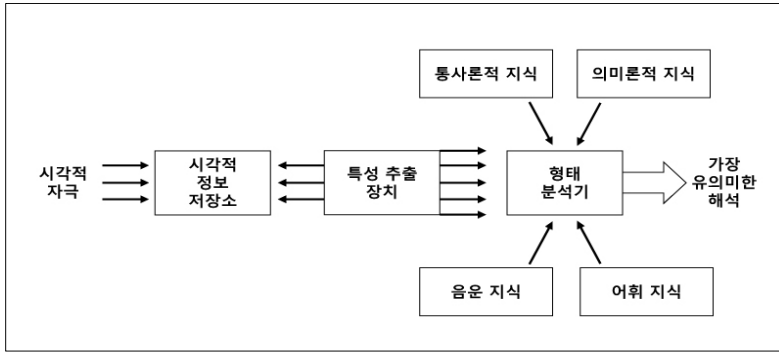 통사론적 지식
의미론적 지식
시각적
자극
시각적
정보
저장소
특성 추출
장치
형태
분석기
가장
유의미한
해석
음운 지식
어휘 지식